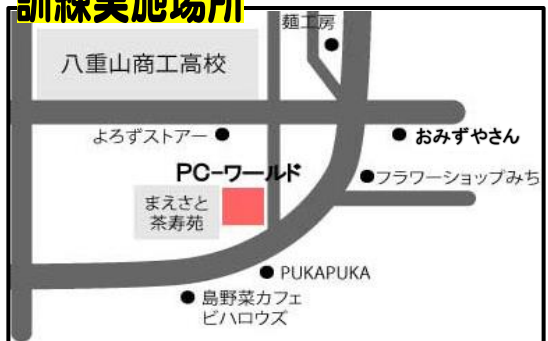 訓練実施場所
麺工房
八重山商工高校
よろずストアー
おみずやさん
PC-ワールド
フラワーショップみち
まえさと
茶寿苑
PUKAPUKA
島野菜カフェ
ビハロウズ